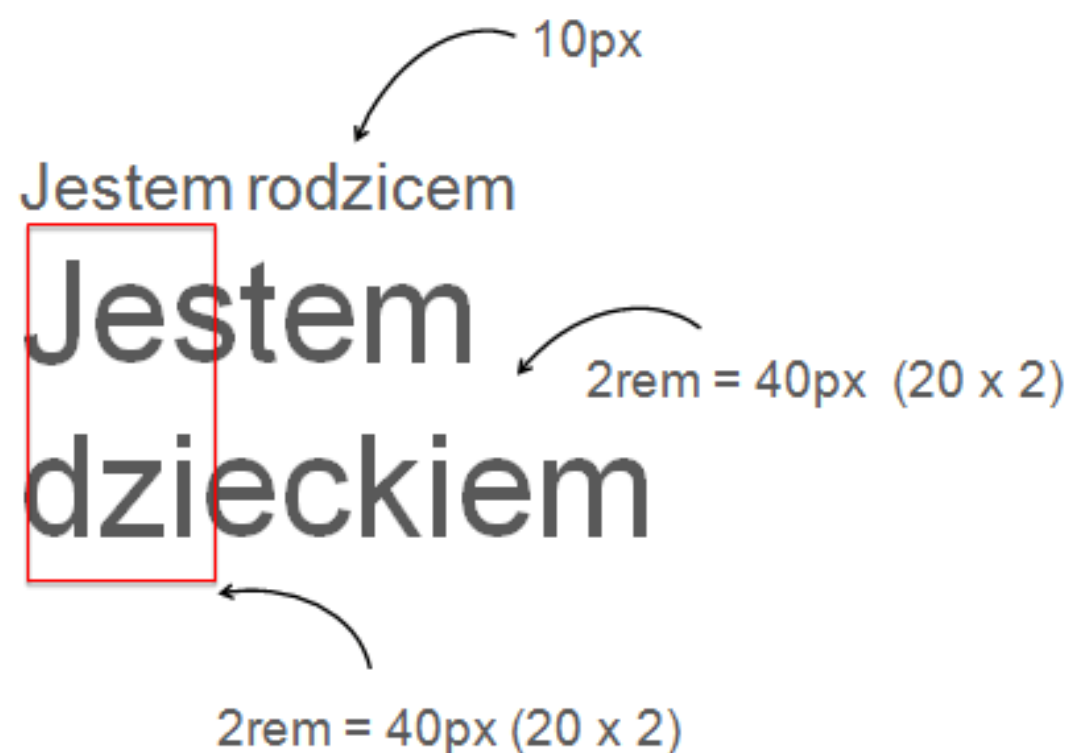 10px
Jestem rodzicem
Jestem
2rem = 40px (20 x 2)
dzieckiem
2rem = 40px (20 x 2)